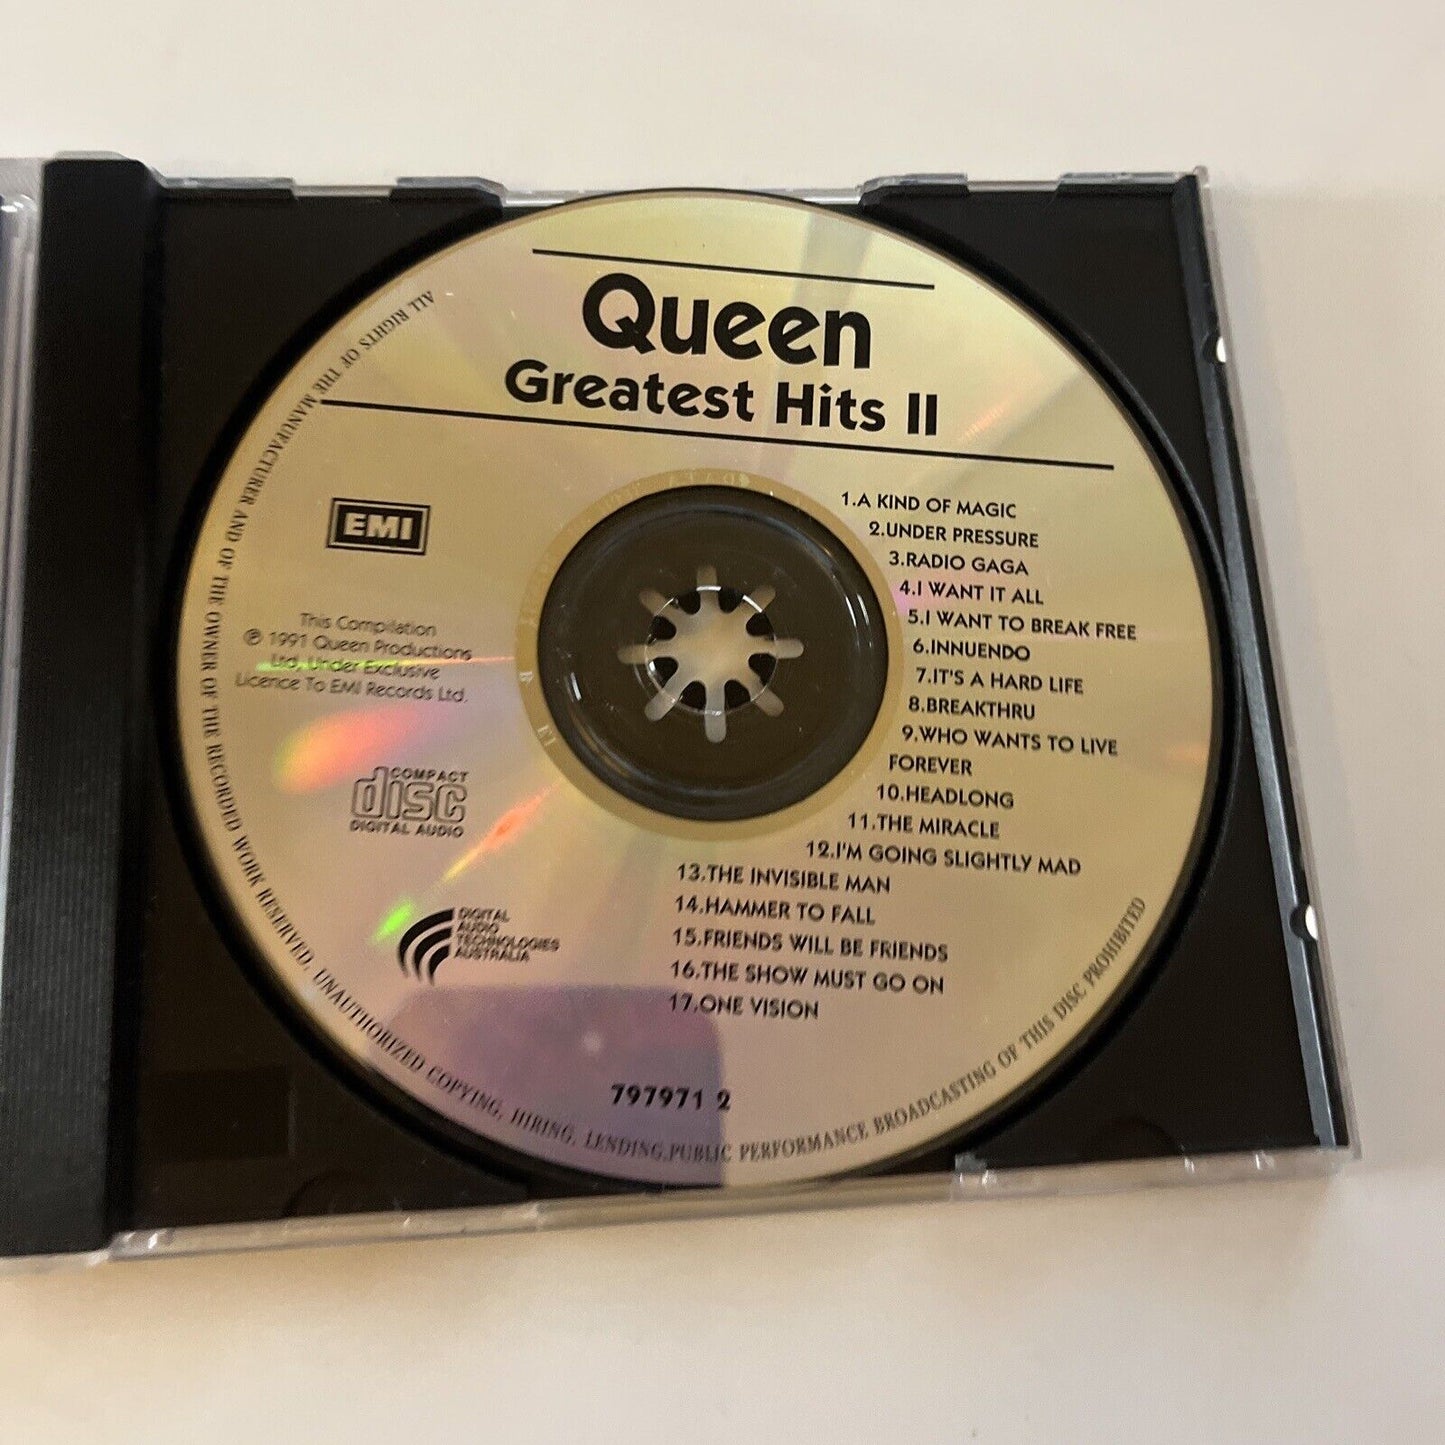 Queen
Greatest Hits II
EMI
This Compilation
℗ 1991 Queen Productions
Ltd, Under Exclusive
Licence To EMI Records Ltd.
COMPACT
disc
DIGITAL AUDIO
DIGITAL
AUDIO
TECHNOLOGIES
AUSTRALIA
1.A KIND OF MAGIC
2.UNDER PRESSURE
3.RADIO GAGA
4.I WANT IT ALL
5.I WANT TO BREAK FREE
6.INNUENDO
7.IT'S A HARD LIFE
8.BREAKTHRU
9.WHO WANTS TO LIVE
FOREVER
10.HEADLONG
11.THE MIRACLE
12.I'M GOING SLIGHTLY MAD
13.THE INVISIBLE MAN
14.HAMMER TO FALL
15.FRIENDS WILL BE FRIENDS
16.THE SHOW MUST GO ON
17.ONE VISION
797971 2
ALL RIGHTS OF THE MANUFACTURER AND OF THE OWNER OF THE RECORDED WORK RESERVED. UNAUTHORIZED COPYING, HIRING, LENDING,PUBLIC PERFORMANCE BROADCASTING OF THIS DISC PROHIBITED